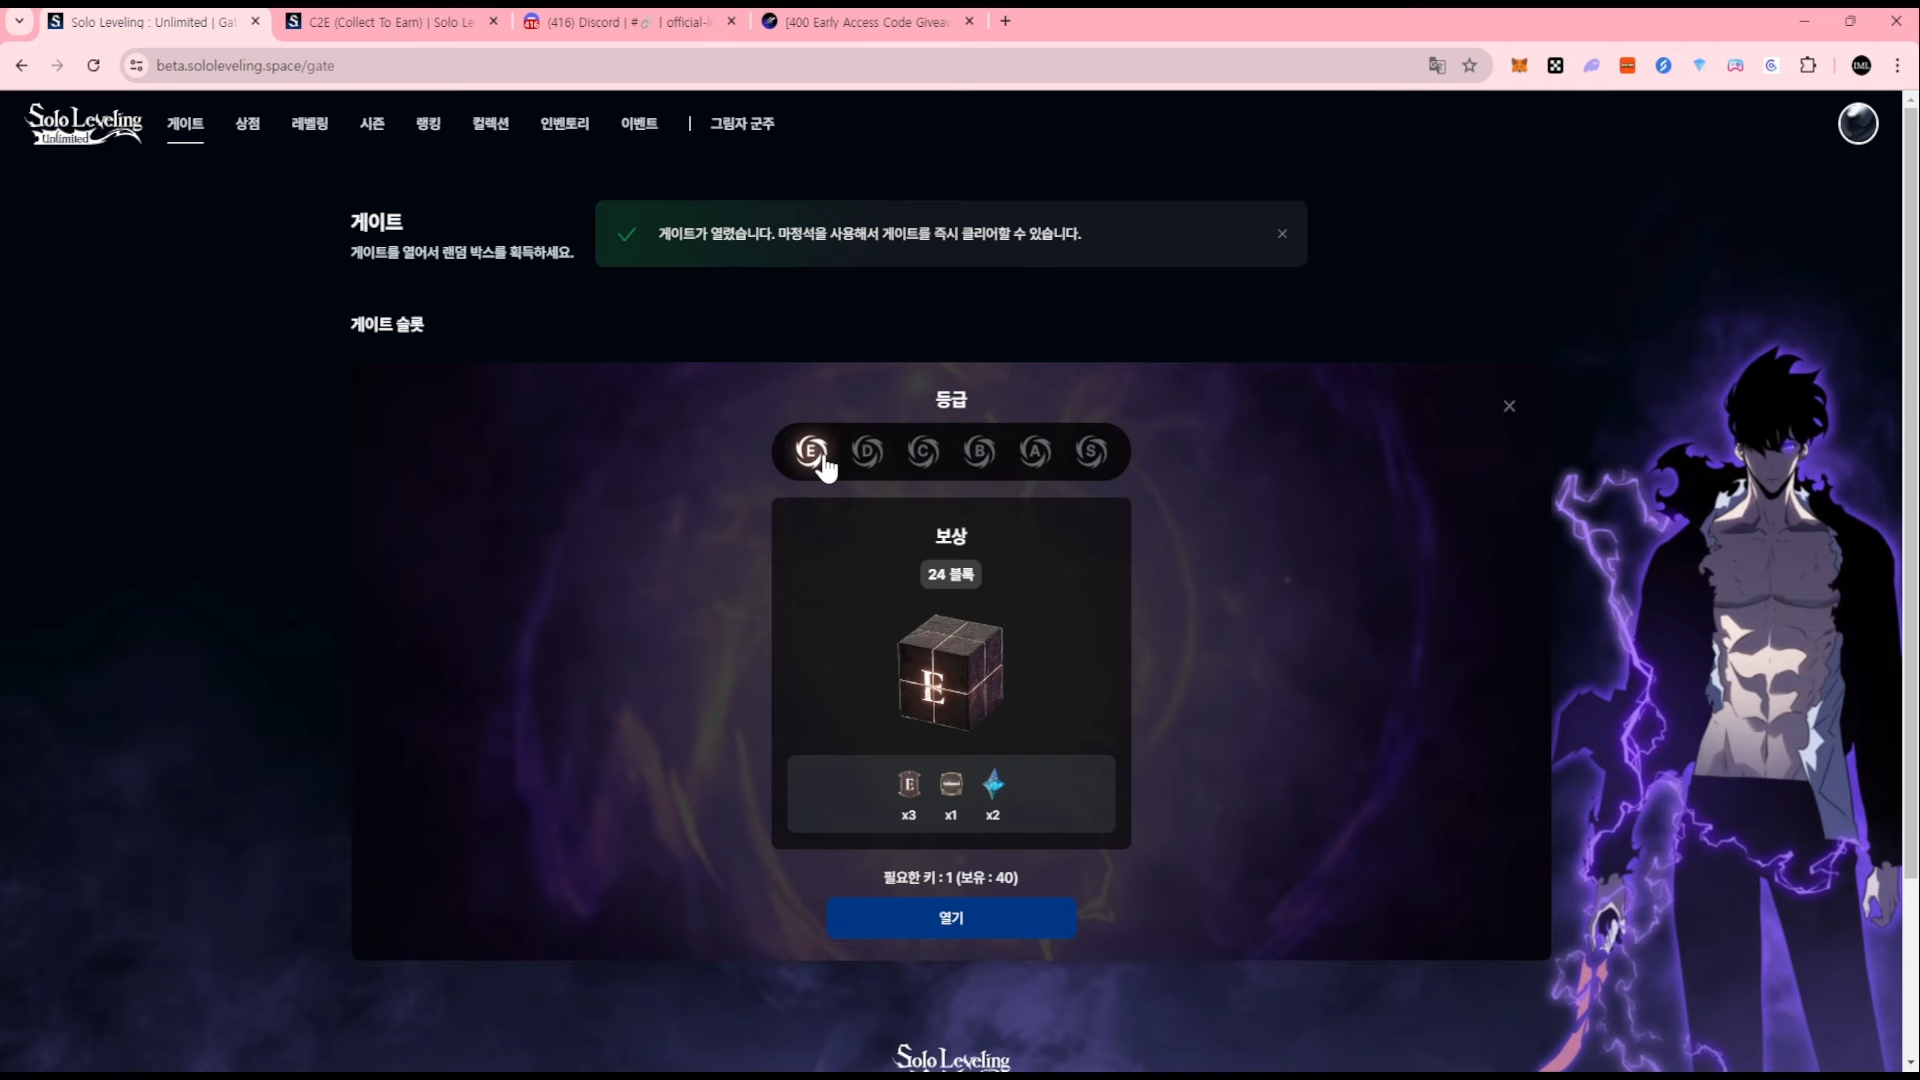 Solo Leveling : Unlimited | Gat
C2E (Collect To Earn) | Solo Le
(416) Discord | #🔗 | official-li
[400 Early Access Code Giveaw
beta.sololeveling.space/gate
Solo Leveling
Unlimited
게이트
상점
레벨링
시즌
랭킹
컬렉션
인벤토리
이벤트
|
그림자 군주
게이트
게이트를 열어서 랜덤 박스를 획득하세요.
게이트가 열렸습니다. 마정석을 사용해서 게이트를 즉시 클리어할 수 있습니다.
게이트 슬롯
등급
E D C B A S
보상
24 블록
E
E
x3 x1 x2
필요한 키 : 1 (보유 : 40)
열기
Solo Leveling